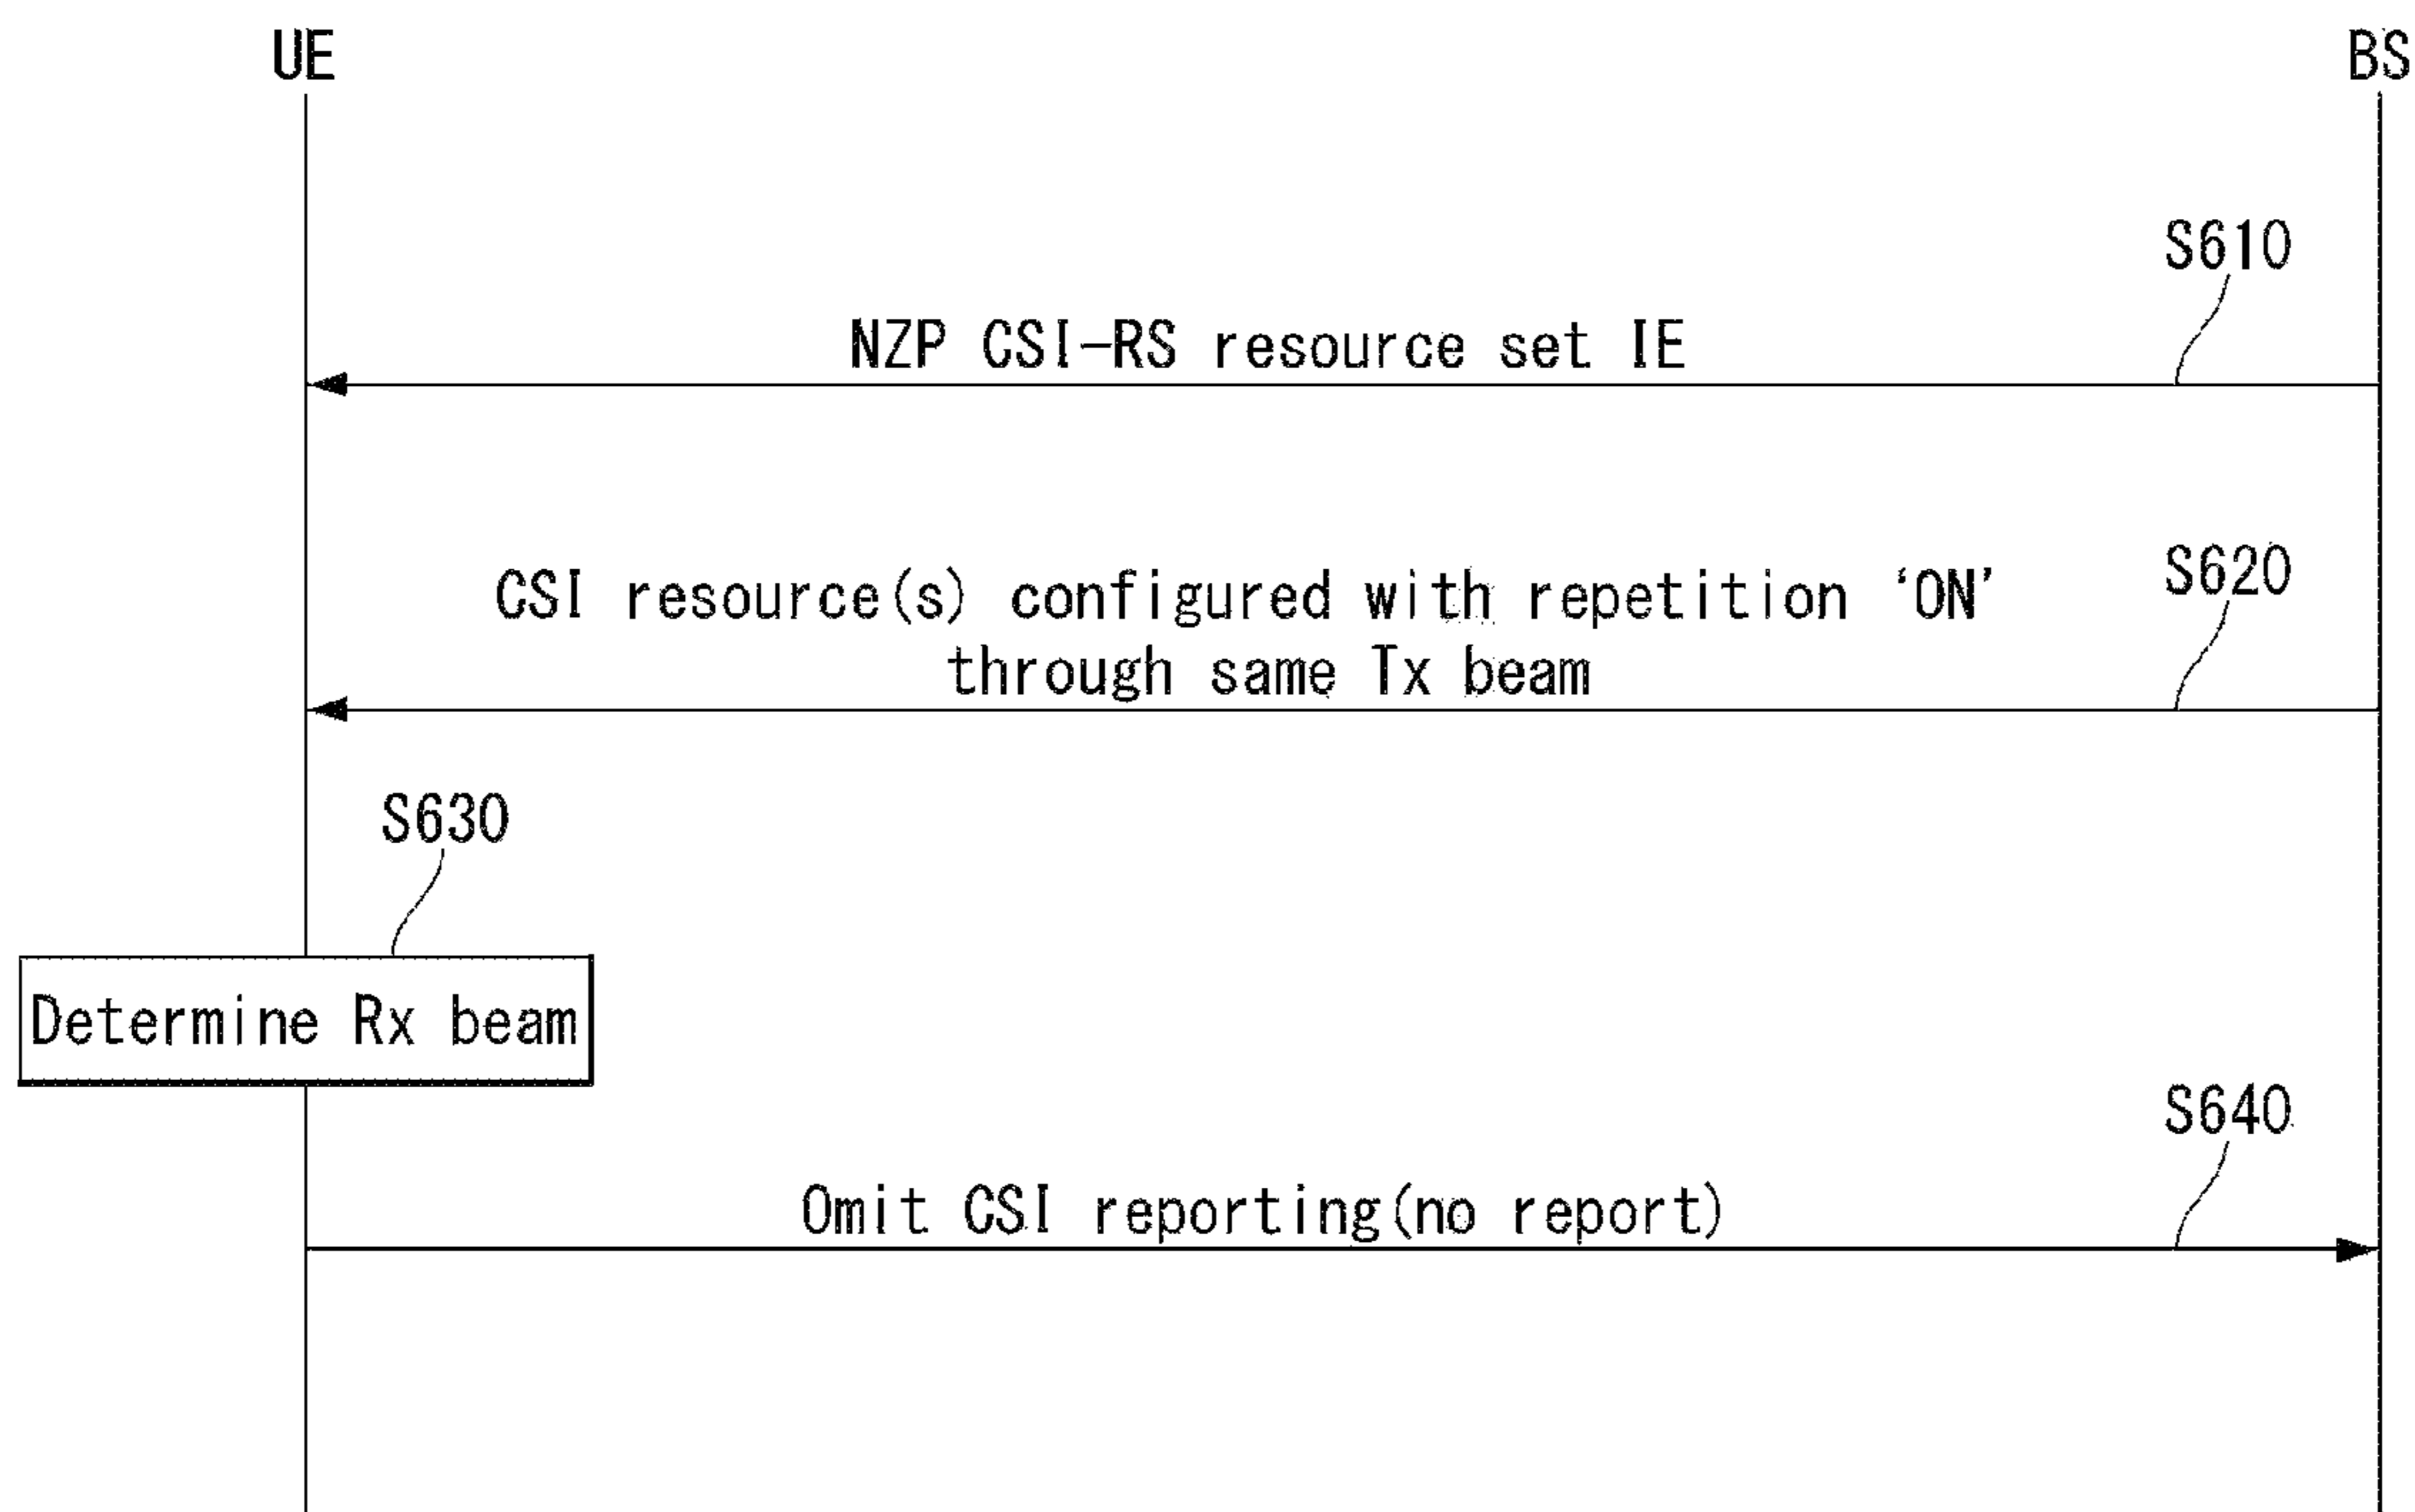 UE
BS
S610
NZP CSI-RS resource set IE
S620
CSI resource(s) configured with repetition ‘ON’
through same Tx beam
S630
Determine Rx beam
S640
Omit CSI reporting(no report)